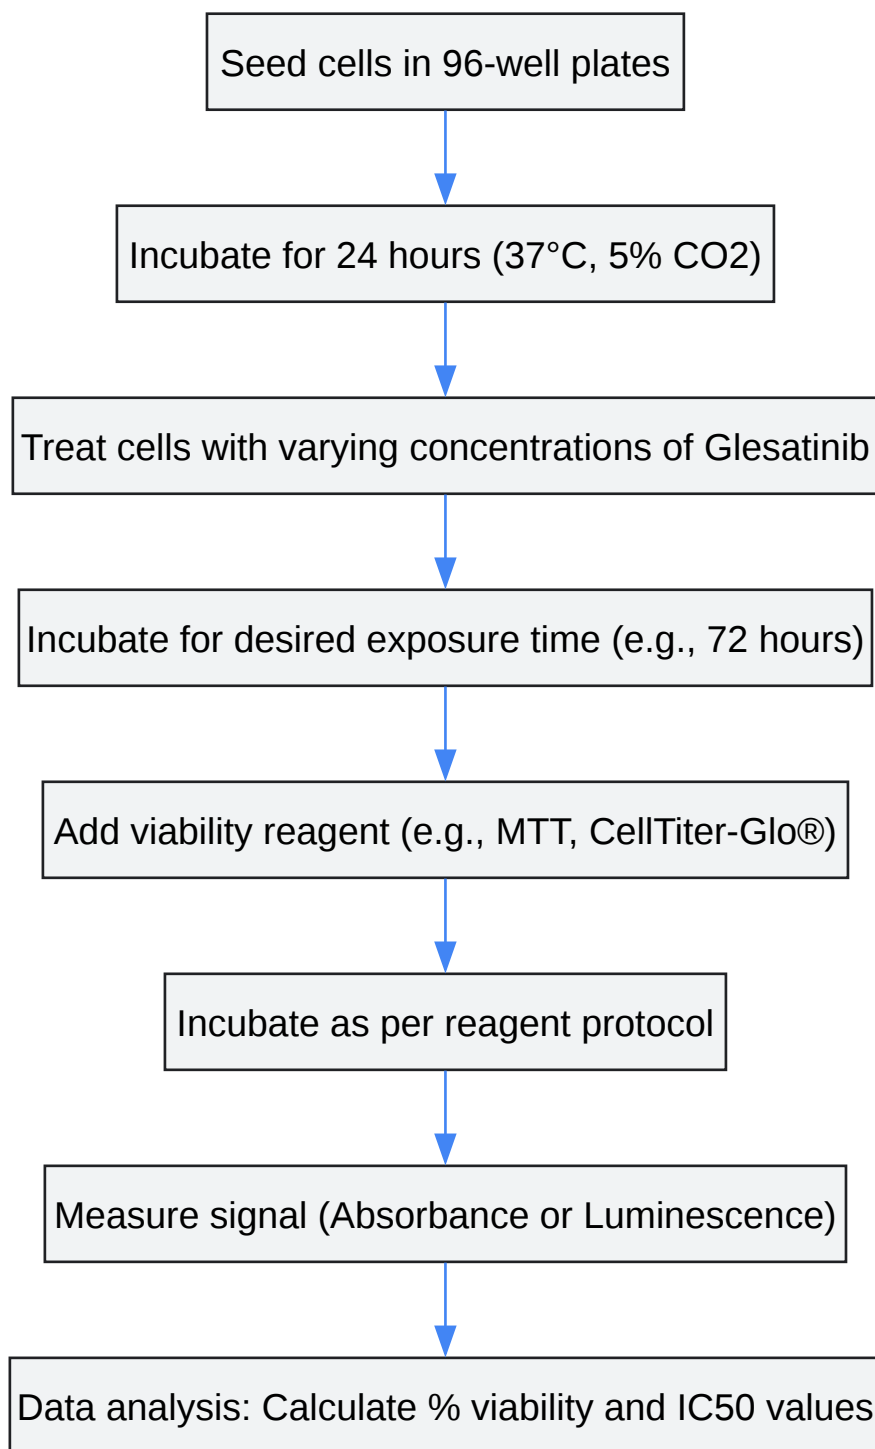 Seed cells in 96-well plates
Incubate for 24 hours (37°C, 5% CO2)
Treat cells with varying concentrations of Glesatinib
Incubate for desired exposure time (e.g., 72 hours)
Add viability reagent (e.g., MTT, CellTiter-Glo®)
Incubate as per reagent protocol
Measure signal (Absorbance or Luminescence)
Data analysis: Calculate % viability and IC50 values